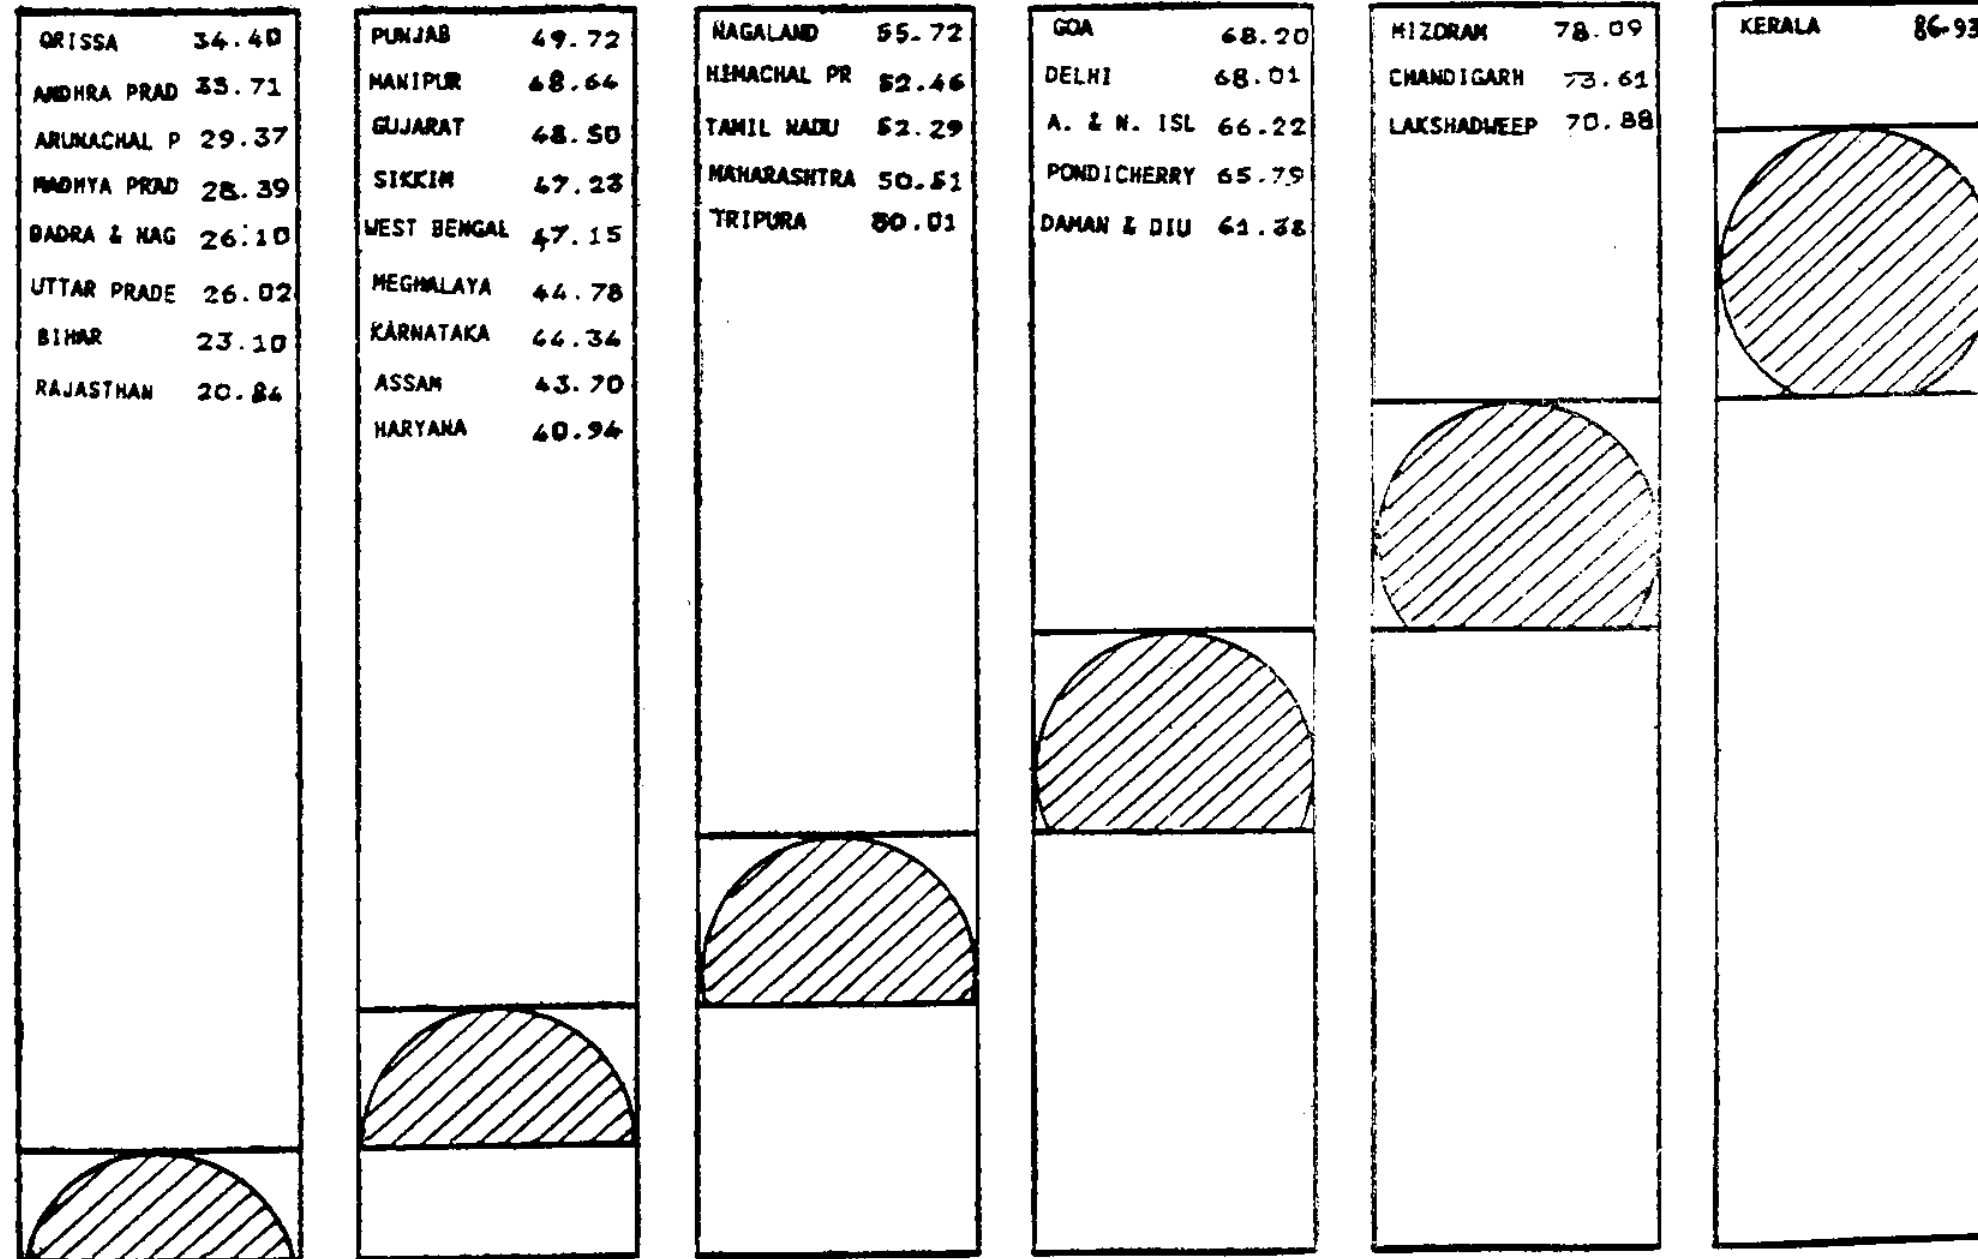 ORISSA 34.40
ANDHRA PRAD 33.71
ARUNACHAL P 29.37
MADHYA PRAD 28.39
DADRA & NAG 26.10
UTTAR PRADE 26.02
BIHAR 23.10
RAJASTHAN 20.84
PUNJAB 49.72
MANIPUR 48.64
GUJARAT 48.50
SIKKIM 47.23
WEST BENGAL 47.15
MEGHALAYA 44.78
KARNATAKA 44.34
ASSAM 43.70
HARYANA 40.94
NAGALAND 55.72
HIMACHAL PR 52.46
TAMIL NADU 52.29
MAHARASHTRA 50.51
TRIPURA 50.01
GOA 68.20
DELHI 68.01
A. & N. ISL 66.22
PONDICHERRY 65.79
DAMAN & DIU 61.38
MIZORAM 78.09
CHANDIGARH 73.61
LAKSHADWEEP 70.88
KERALA 86.93